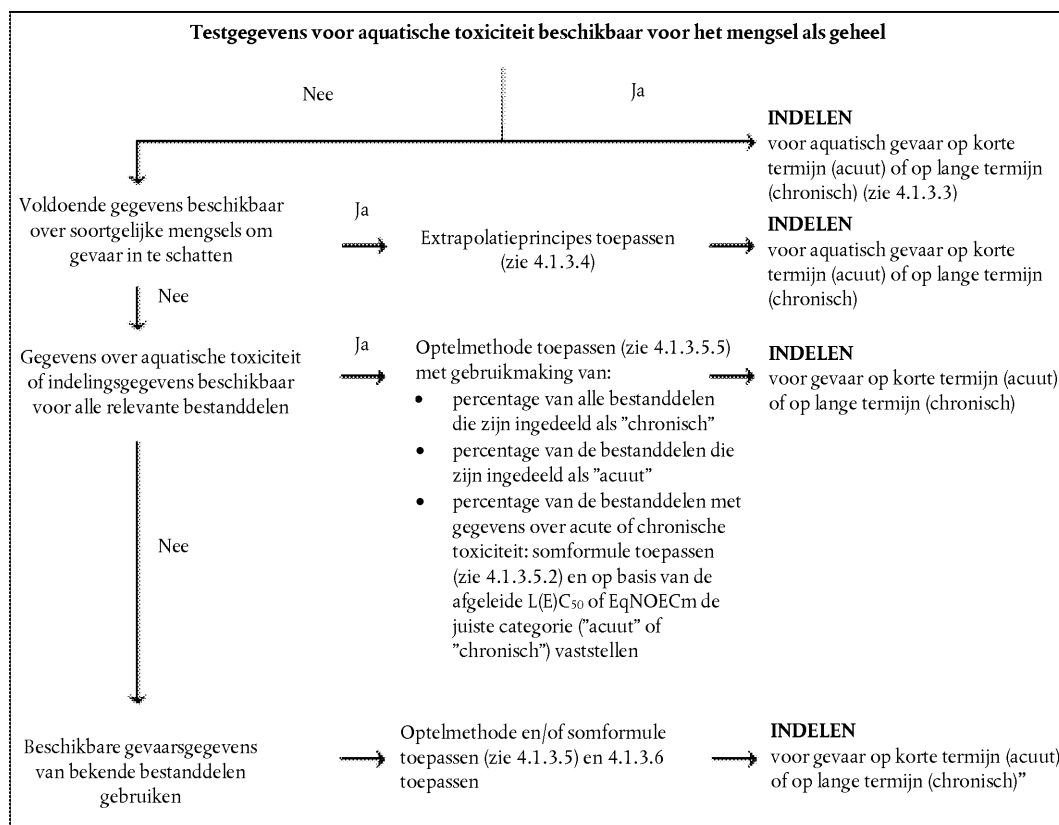 Testgegevens voor aquatische toxiciteit beschikbaar voor het mengsel als geheel
Nee
Ja
INDELEN
voor aquatisch gevaar op korte
termijn (acuut) of op lange termijn
(chronisch) (zie 4.1.3.3)
Voldoende gegevens beschikbaar
over soortgelijke mengsels om
gevaar in te schatten
Ja
Extrapolatieprincipes toepassen
(zie 4.1.3.4)
INDELEN
voor aquatisch gevaar op korte
termijn (acuut) of op lange termijn
(chronisch)
Nee
Gegevens over aquatische toxiciteit
of indelingsgegevens beschikbaar
voor alle relevante bestanddelen
Ja
Optelmethode toepassen (zie 4.1.3.5.5)
met gebruikmaking van:
• percentage van alle bestanddelen
die zijn ingedeeld als "chronisch"
• percentage van de bestanddelen die
zijn ingedeeld als "acuut"
• percentage van de bestanddelen met
gegevens over acute of chronische
toxiciteit: somformule toepassen
(zie 4.1.3.5.2) en op basis van de
afgeleide L(E)C₅₀ of EqNOECm de
juiste categorie ("acuut" of
"chronisch") vaststellen
INDELEN
voor gevaar op korte termijn (acuut)
of op lange termijn (chronisch)
Nee
Beschikbare gevaarsgegevens
van bekende bestanddelen
gebruiken
Optelmethode en/of somformule
toepassen (zie 4.1.3.5) en 4.1.3.6
toepassen
INDELEN
voor gevaar op korte termijn (acuut)
of op lange termijn (chronisch)”